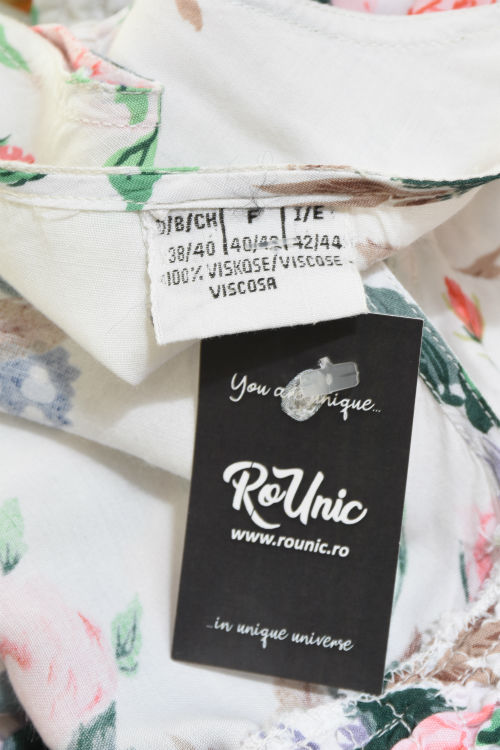 D/B/CH F I/E
38/40 40/42 42/44
100% VISKOSE/VISCOSE
VISCOSA
You are unique...
RoUnic
www.rounic.ro
...in unique universe